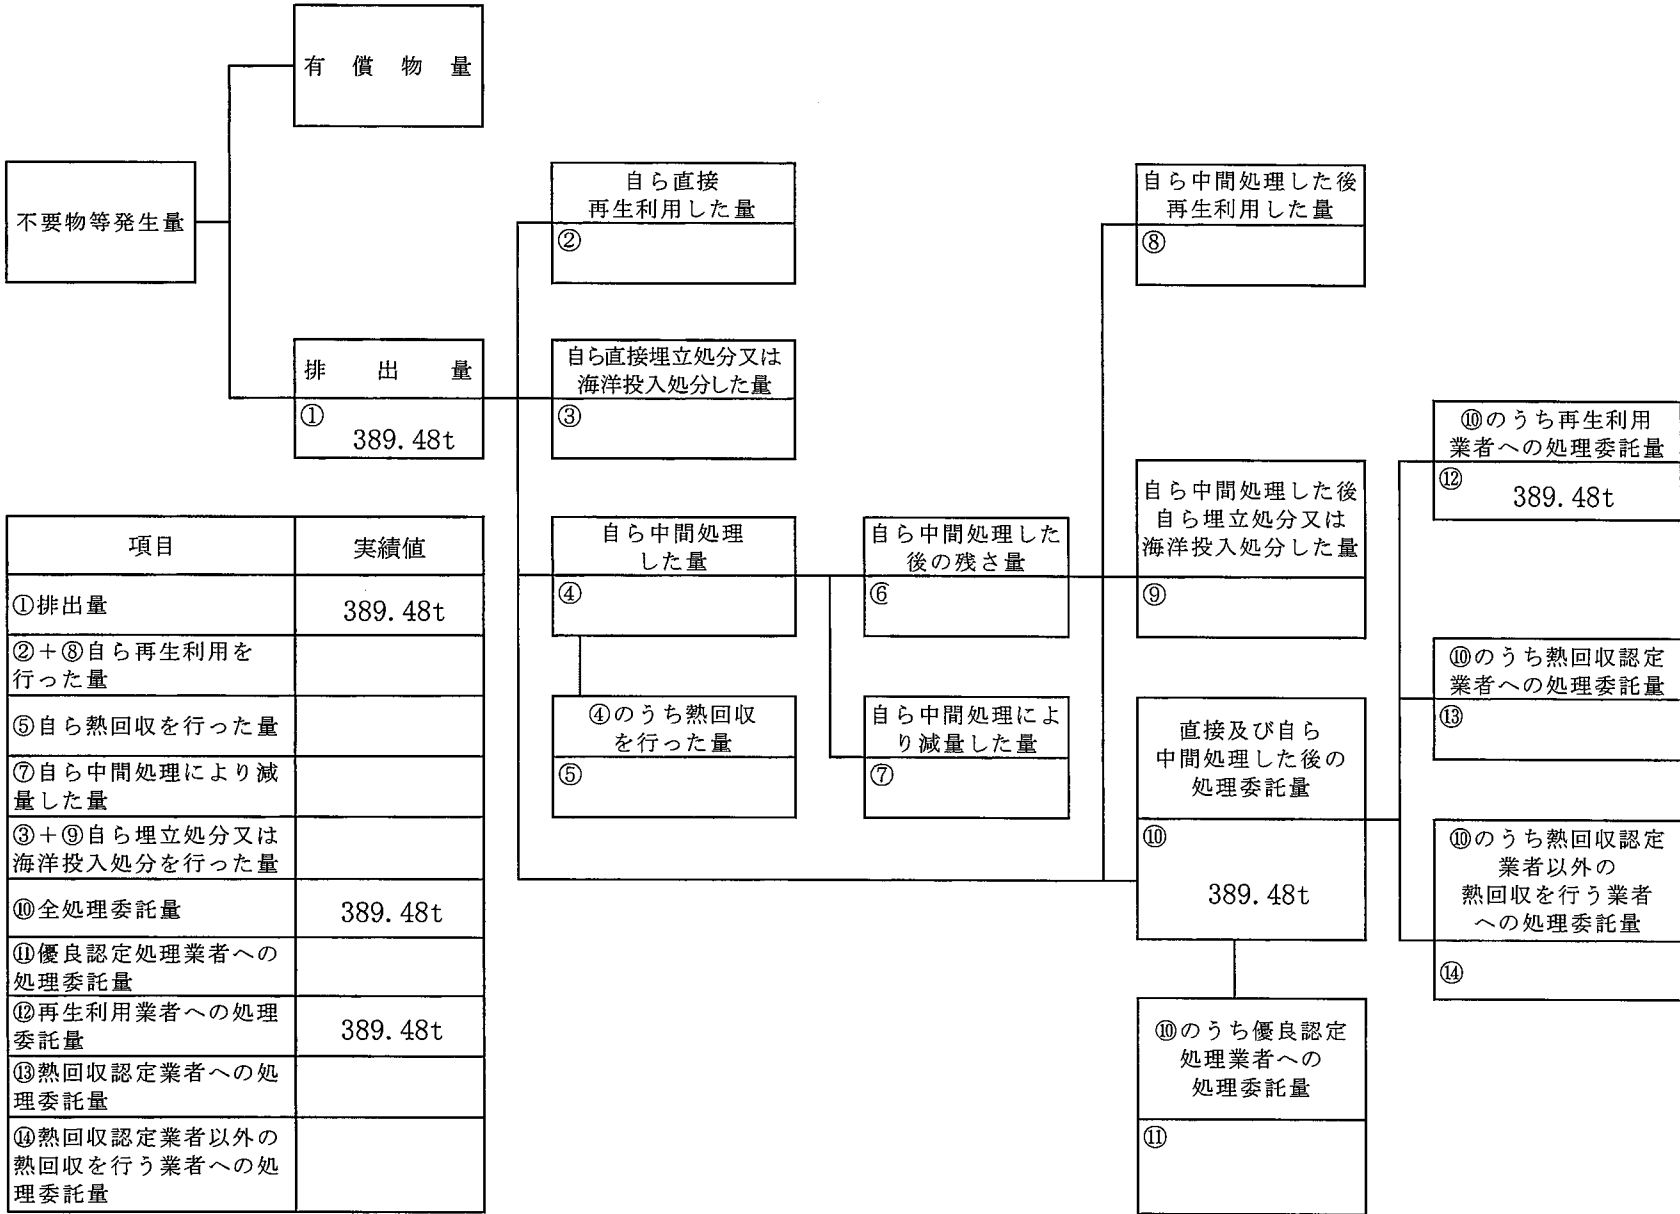 有償物量
不要物等発生量
排出量
①
389.48t
自ら直接
再生利用した量
②
自ら直接埋立処分又は
海洋投入処分した量
③
自ら中間処理
した量
④
④のうち熱回収
を行った量
⑤
自ら中間処理した
後の残さ量
⑥
自ら中間処理によ
り減量した量
⑦
自ら中間処理した後
再生利用した量
⑧
自ら中間処理した後
自ら埋立処分又は
海洋投入処分した量
⑨
直接及び自ら
中間処理した後の
処理委託量
⑩
389.48t
⑩のうち優良認定
処理業者への
処理委託量
⑪
⑩のうち再生利用
業者への処理委託量
⑫
389.48t
⑩のうち熱回収認定
業者への処理委託量
⑬
⑩のうち熱回収認定
業者以外の
熱回収を行う業者
への処理委託量
⑭
項目 実績値
①排出量 389.48t
②+⑧自ら再生利用を
行った量
⑤自ら熱回収を行った量
⑦自ら中間処理により減
量した量
③+⑨自ら埋立処分又は
海洋投入処分を行った量
⑩全処理委託量 389.48t
⑪優良認定処理業者への
処理委託量
⑫再生利用業者への処理
委託量 389.48t
⑬熱回収認定業者への処
理委託量
⑭熱回収認定業者以外の
熱回収を行う業者への処
理委託量